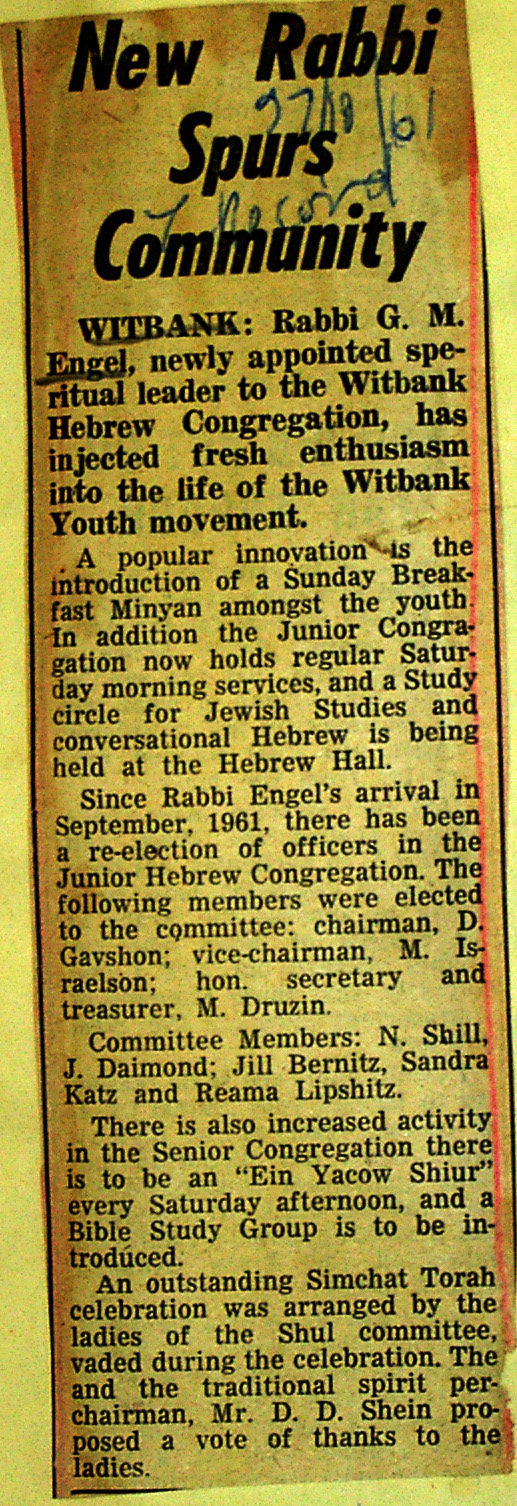 New Rabbi
Spurs
Community
27/10/61
Record
WITBANK: Rabbi G. M.
Engel, newly appointed spe-
ritual leader to the Witbank
Hebrew Congregation, has
injected fresh enthusiasm
into the life of the Witbank
Youth movement.
A popular innovation is the
introduction of a Sunday Break-
fast Minyan amongst the youth.
In addition the Junior Congra-
gation now holds regular Satur-
day morning services, and a Study
circle for Jewish Studies and
conversational Hebrew is being
held at the Hebrew Hall.
Since Rabbi Engel's arrival in
September, 1961, there has been
a re-election of officers in the
Junior Hebrew Congregation. The
following members were elected
to the committee: chairman, D.
Gavshon; vice-chairman, M. Is-
raelson; hon. secretary and
treasurer, M. Druzin.
Committee Members: N. Shill,
J. Daimond; Jill Bernitz, Sandra
Katz and Reama Lipshitz.
There is also increased activity
in the Senior Congregation there
is to be an "Ein Yacow Shiur"
every Saturday afternoon, and a
Bible Study Group is to be in-
troduced.
An outstanding Simchat Torah
celebration was arranged by the
ladies of the Shul committee,
vaded during the celebration. The
and the traditional spirit per-
chairman, Mr. D. D. Shein pro-
posed a vote of thanks to the
ladies.